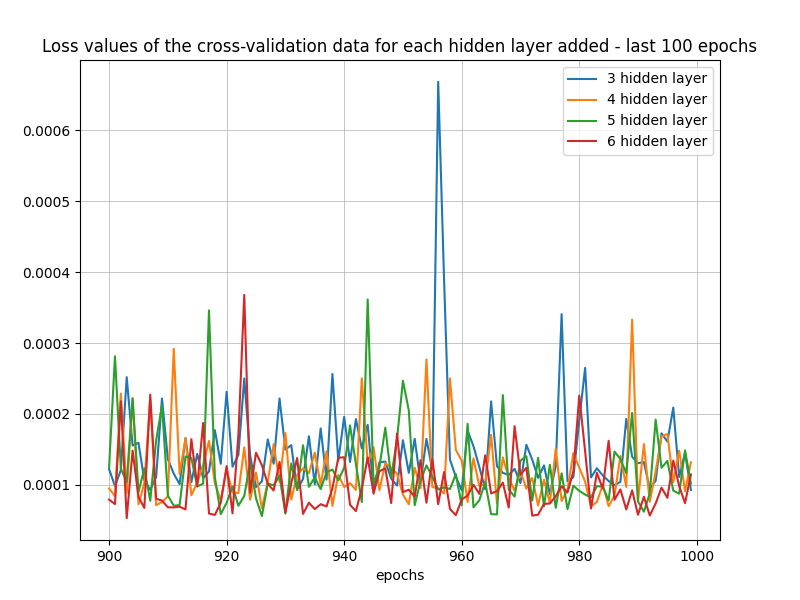 Loss values of the cross-validation data for each hidden layer added - last 100 epochs
3 hidden layer
4 hidden layer
5 hidden layer
6 hidden layer
0.0006
0.0005
0.0004
0.0003
0.0002
0.0001
900 920 940 960 980 1000
epochs